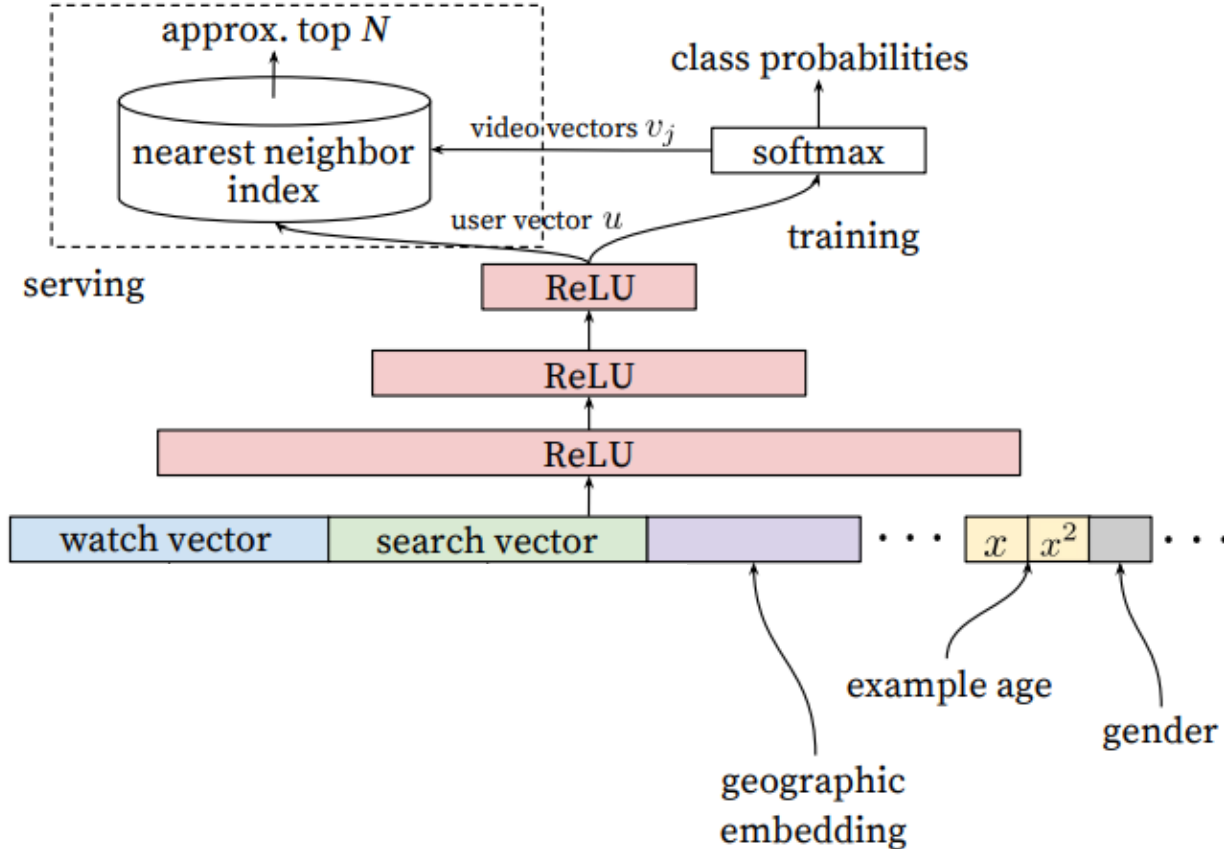 approx. top N
class probabilities
video vectors v_j
nearest neighbor
index
softmax
user vector u
training
serving
ReLU
ReLU
ReLU
watch vector
search vector
...
x
x²
...
example age
gender
geographic
embedding